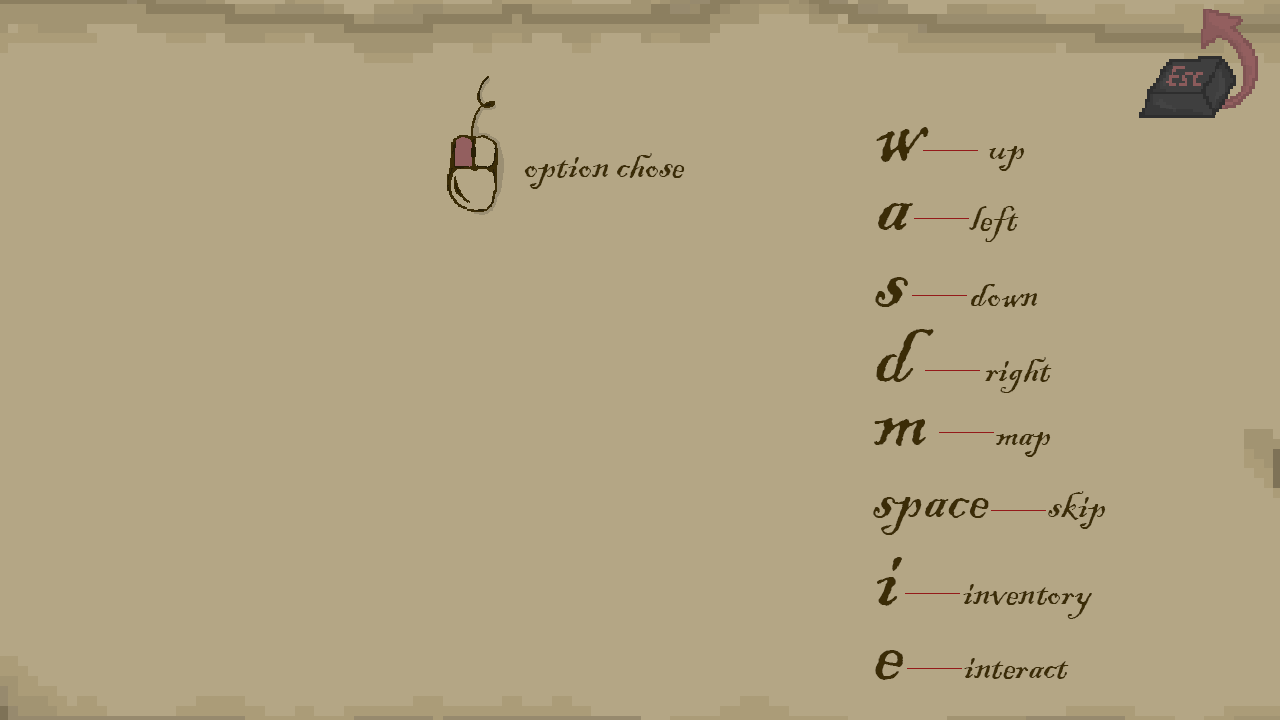 Esc
option chose
w up
a left
s down
d right
m map
space skip
i inventory
e interact